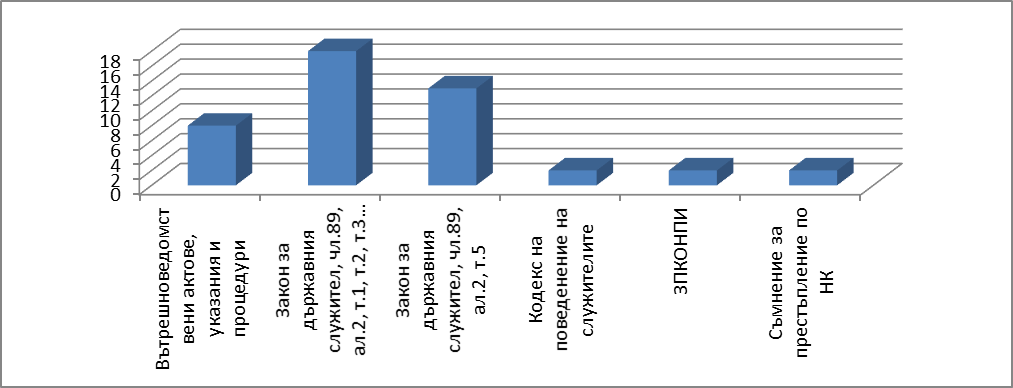 18
16
14
12
10
8
6
4
2
0
Вътрешноведомст
вени актове,
указания и
процедури
Закон за
държавния
служител, чл.89,
ал.2, т.1, т.2, т.3...
Закон за
държавния
служител, чл.89,
ал.2, т.5
Кодекс на
поведенение на
служителите
ЗПКОНПИ
Съмнение за
престъпление по
НК